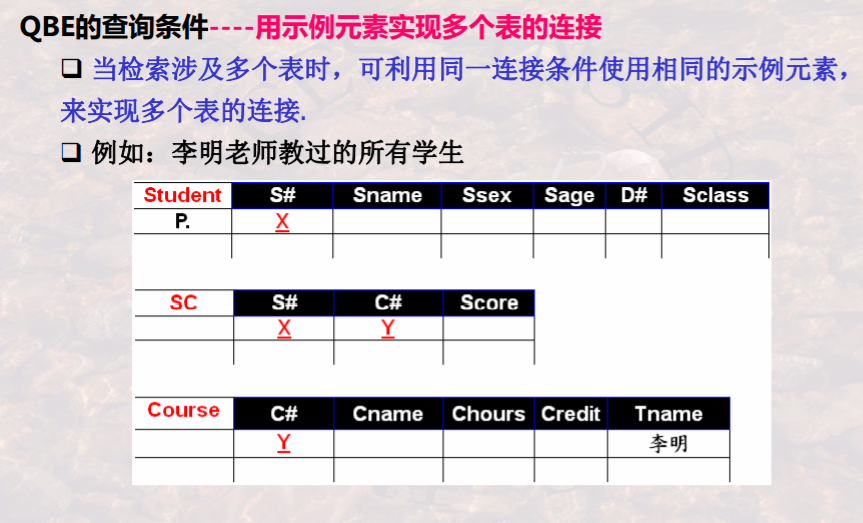 QBE的查询条件----用示例元素实现多个表的连接
❑ 当检索涉及多个表时，可利用同一连接条件使用相同的示例元素，
来实现多个表的连接.
❑ 例如：李明老师教过的所有学生
Student S# Sname Ssex Sage D# Sclass
P. X
SC S# C# Score
X Y
Course C# Cname Chours Credit Tname
Y 李明